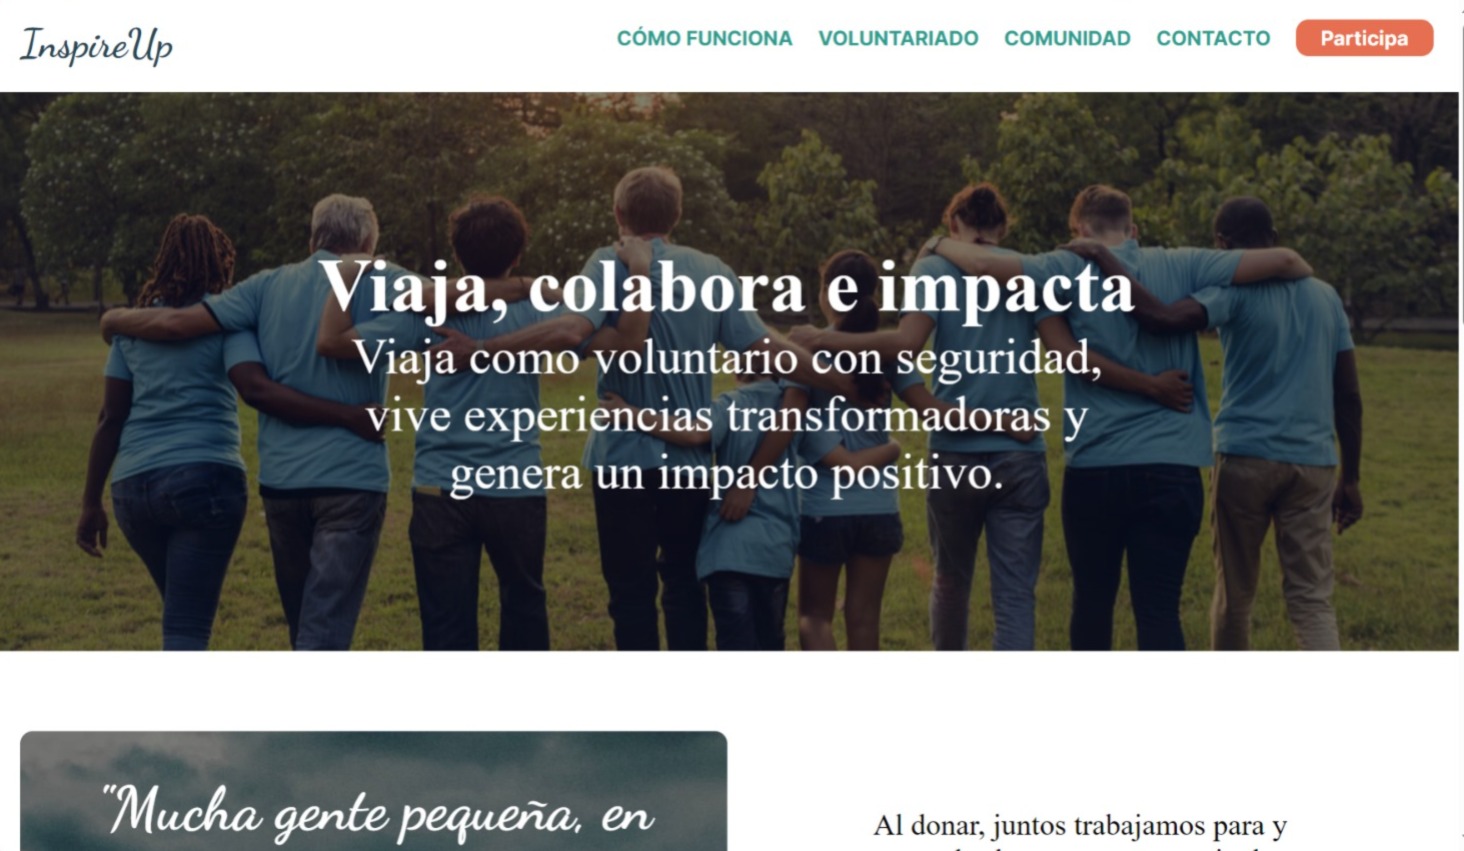 InspireUp
CÓMO FUNCIONA VOLUNTARIADO COMUNIDAD CONTACTO Participa
Viaja, colabora e impacta
Viaja como voluntario con seguridad,
vive experiencias transformadoras y
genera un impacto positivo.
"Mucha gente pequeña, en
Al donar, juntos trabajamos para y